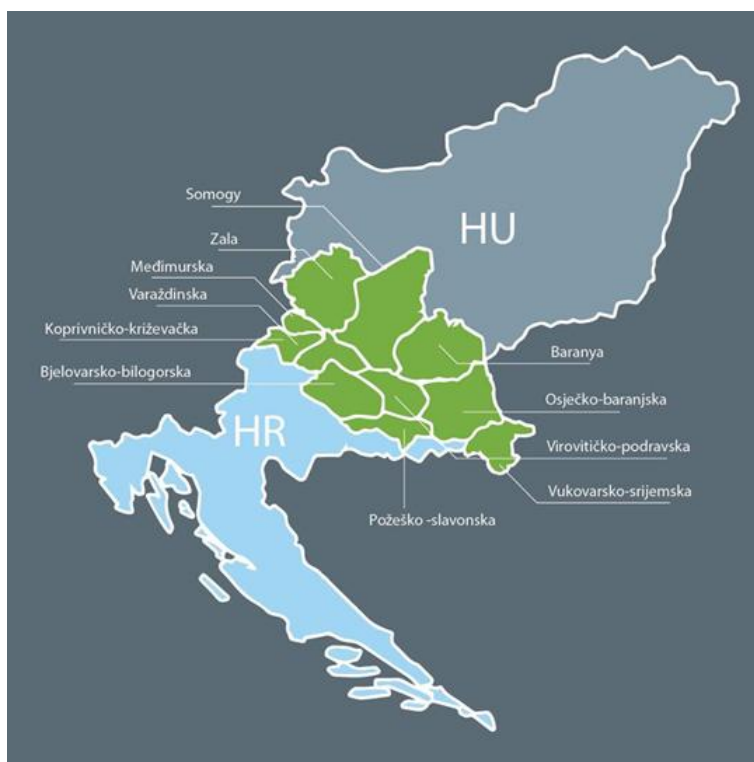 Somogy
HU
Zala
Međimurska
Varaždinska
Koprivničko-križevačka
Baranya
Bjelovarsko-bilogorska
Osječko-baranjska
HR
Virovitičko-podravska
Vukovarsko-srijemska
Požeško -slavonska